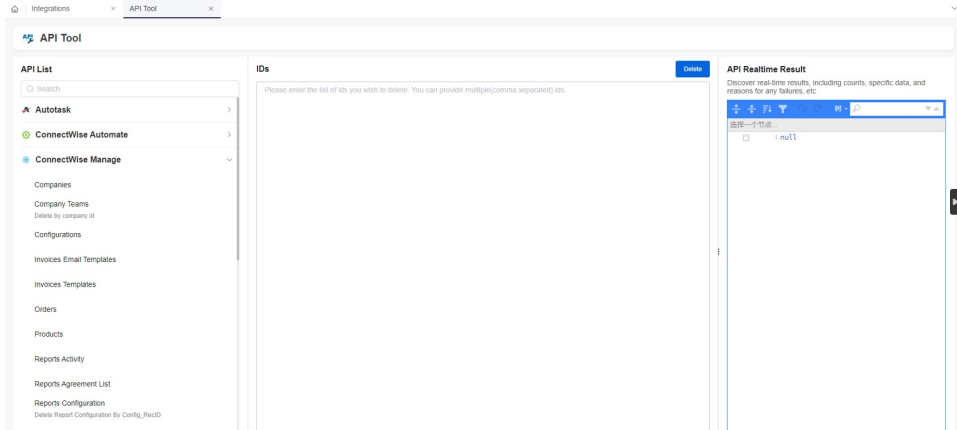 Integrations
API Tool
API Tool
API List
Search
Autotask
ConnectWise Automate
ConnectWise Manage
Companies
Company Teams
Delete by company id
Configurations
Invoices Email Templates
Invoices Templates
Orders
Products
Reports Activity
Reports Agreement List
Reports Configuration
Delete Report Configuration By Config_RecID
IDs
Delete
Please enter the list of ids you wish to delete. You can provide multiple(comma separated) ids.
API Realtime Result
Discover real-time results, including counts, specific data, and
reasons for any failures, etc
树
选择一个节点...
: null